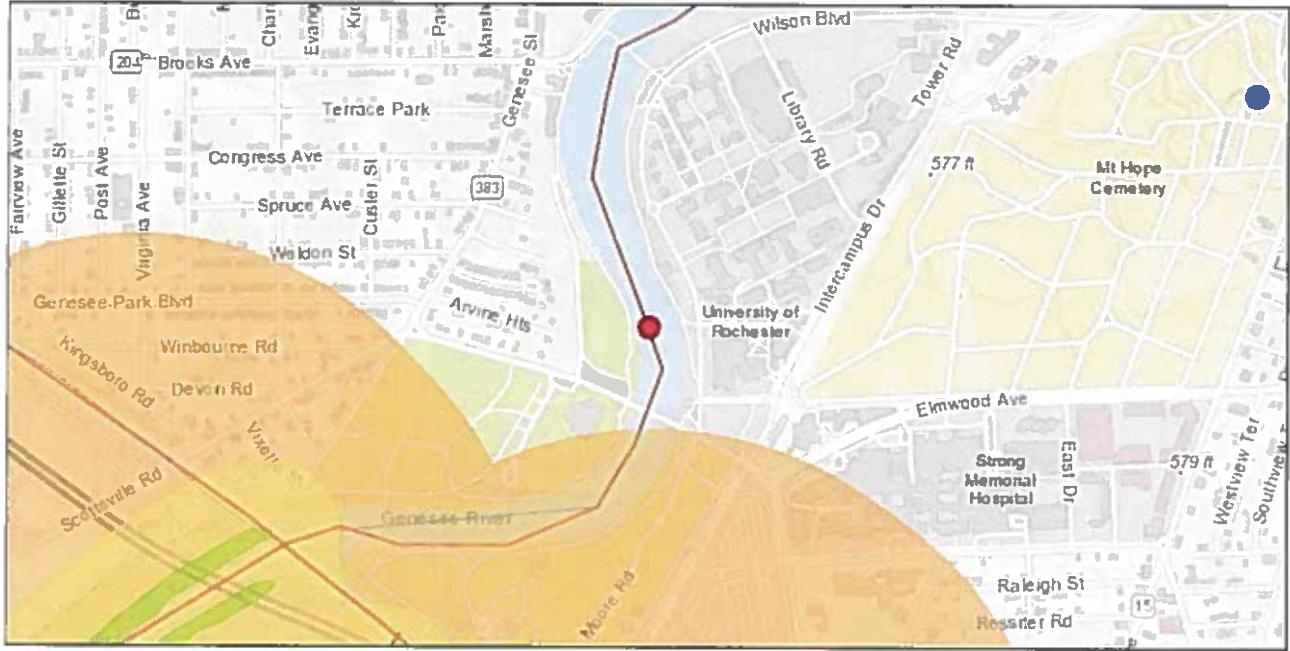 Wilson Blvd
Brooks Ave
Tower Rd
Genesee St
Terrace Park
Library Rd
Fairview Ave
Gillette St
Post Ave
Virginia Ave
Congress Ave
Custer St
383
577 ft
Mt Hope
Cemetery
Spruce Ave
Weldon St
Intercampus Dr
Genesee Park Blvd
Arvine Hts
University of
Rochester
Winbourne Rd
Kingsboro Rd
Devon Rd
Elmwood Ave
Scottsville Rd
Genesee River
Strong
Memorial
Hospital
East Dr
579 ft
Westview Ter
Southview
Moore Rd
Raleigh St
15
Rossiter Rd